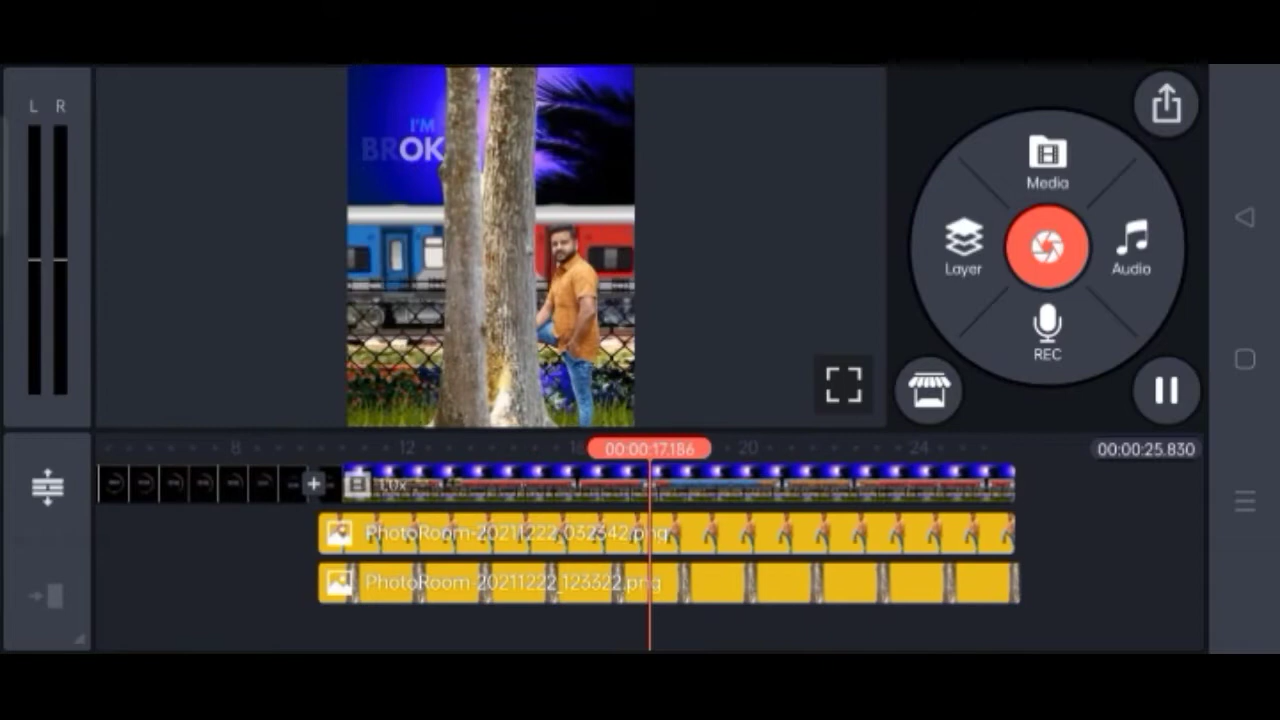 L R
I'M
BROK
Media
Layer
Audio
REC
8
12
00:00:17.186
20
24
00:00:25.830
1.0x
PhotoRoom-20211222_032342.png
PhotoRoom-20211222_123322.png